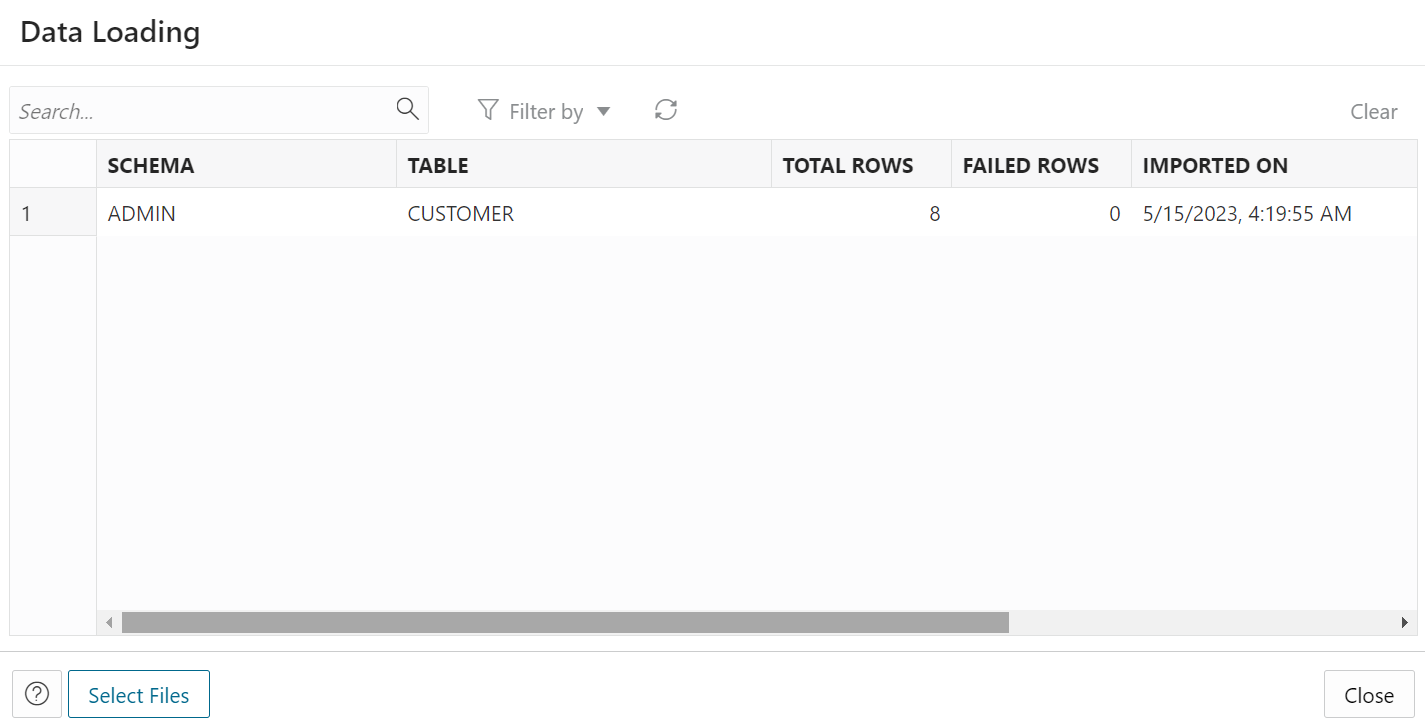 Data Loading
Search...
Filter by
Clear
SCHEMA TABLE TOTAL ROWS FAILED ROWS IMPORTED ON
1 ADMIN CUSTOMER 8 0 5/15/2023, 4:19:55 AM
? Select Files Close